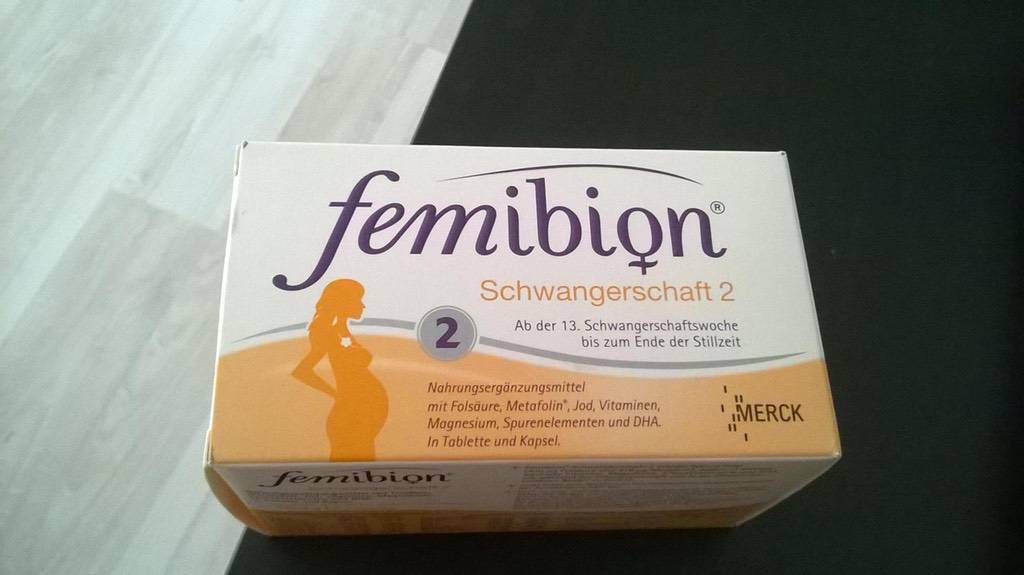 femibion®
Schwangerschaft 2
2
Ab der 13. Schwangerschaftswoche
bis zum Ende der Stillzeit
Nahrungsergänzungsmittel
mit Folsäure, Metafolin®, Jod, Vitaminen,
Magnesium, Spurenelementen und DHA.
In Tablette und Kapsel.
MERCK
femibion®